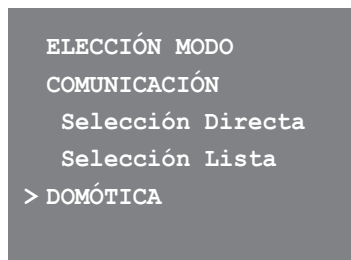 ELECCIÓN MODO
COMUNICACIÓN
Selección Directa
Selección Lista
> DOMÓTICA